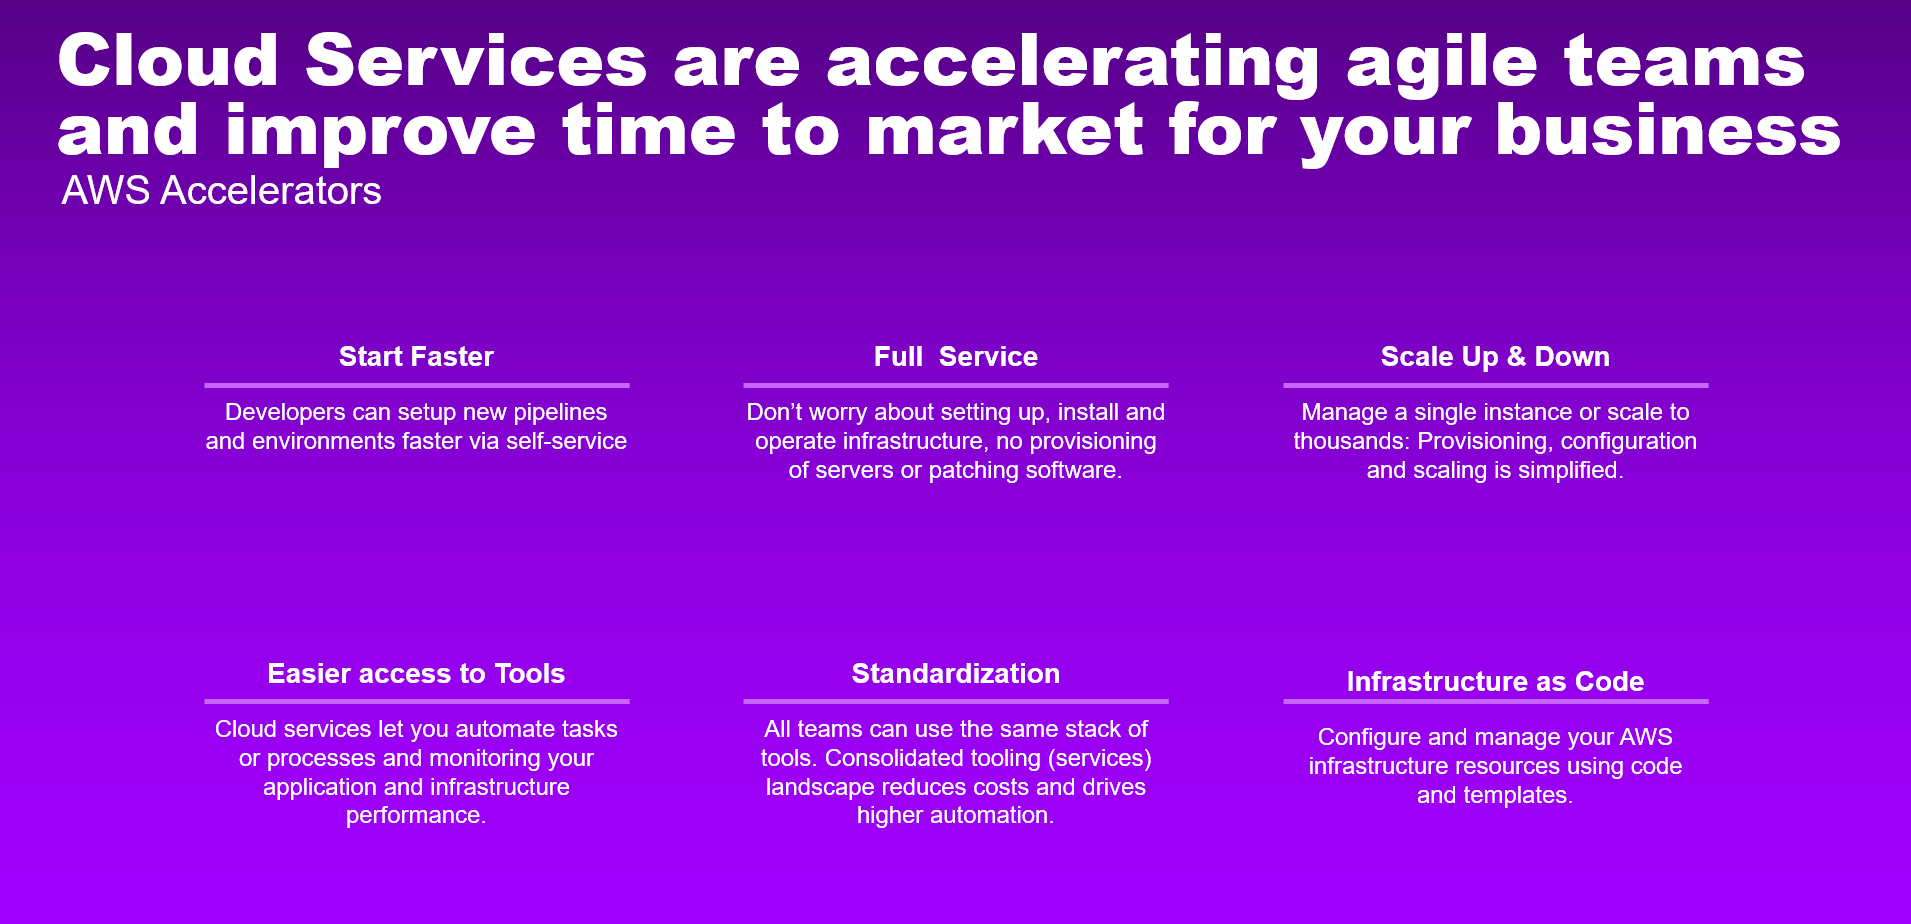 Cloud Services are accelerating agile teams
and improve time to market for your business
AWS Accelerators
Start Faster
Developers can setup new pipelines
and environments faster via self-service
Full  Service
Don’t worry about setting up, install and
operate infrastructure, no provisioning
of servers or patching software.
Scale Up & Down
Manage a single instance or scale to
thousands: Provisioning, configuration
and scaling is simplified.
Easier access to Tools
Cloud services let you automate tasks
or processes and monitoring your
application and infrastructure
performance.
Standardization
All teams can use the same stack of
tools. Consolidated tooling (services)
landscape reduces costs and drives
higher automation.
Infrastructure as Code
Configure and manage your AWS
infrastructure resources using code
and templates.